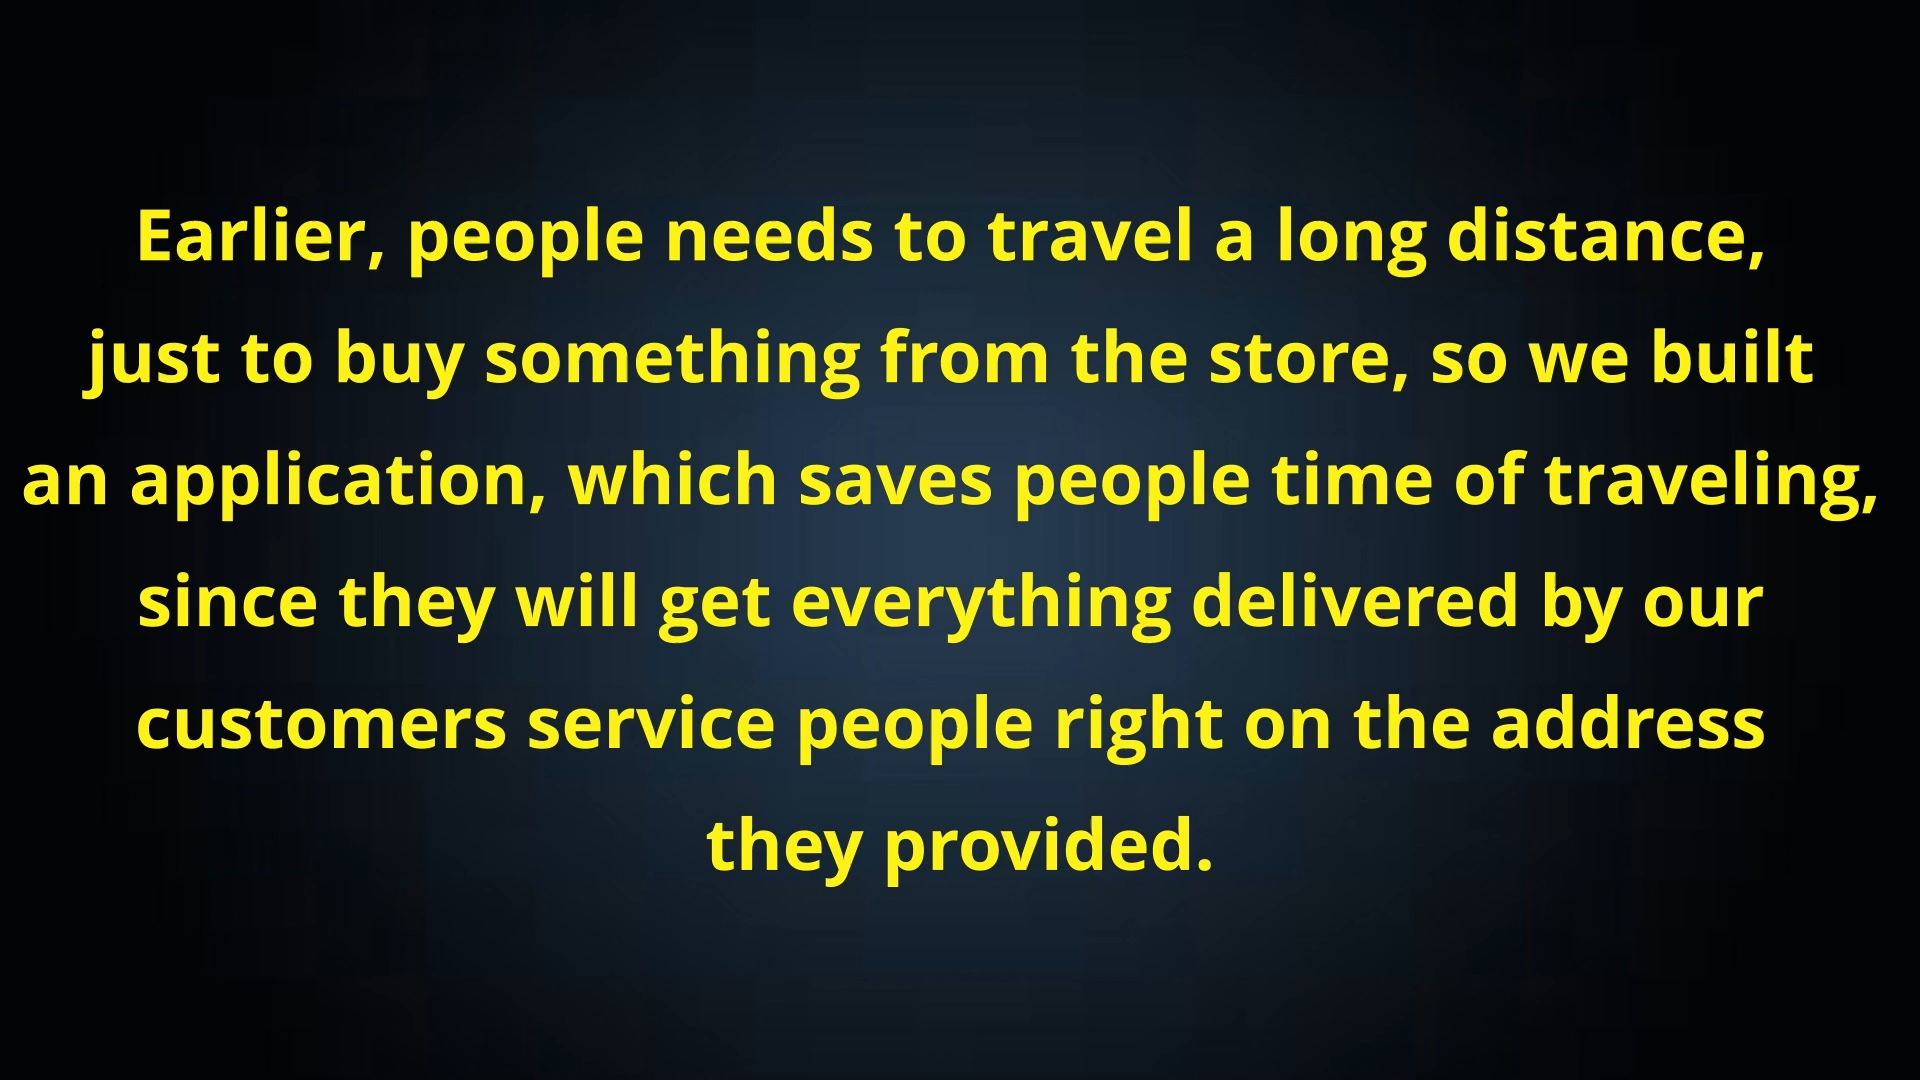 Earlier, people needs to travel a long distance,
just to buy something from the store, so we built
an application, which saves people time of traveling,
since they will get everything delivered by our
customers service people right on the address
they provided.